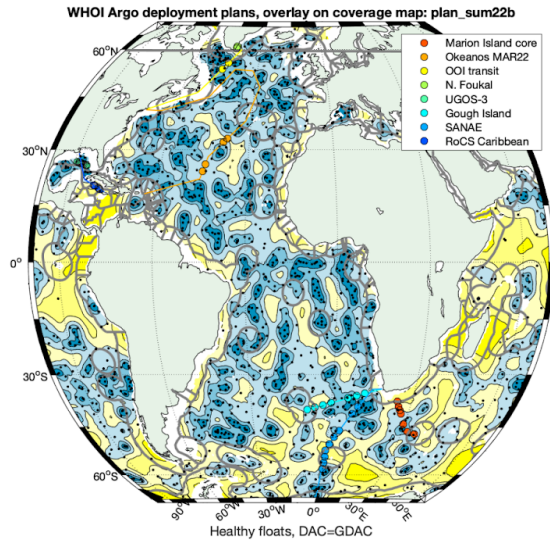 WHOI Argo deployment plans, overlay on coverage map: plan_sum22b
60°N
Marion Island core
Okeanos MAR22
OOI transit
N. Foukal
UGOS-3
Gough Island
SANAE
RoCS Caribbean
30°N
0°
30°S
60°S
90°W
60°W
30°W
0°
30°E
60°E
Healthy floats, DAC=GDAC